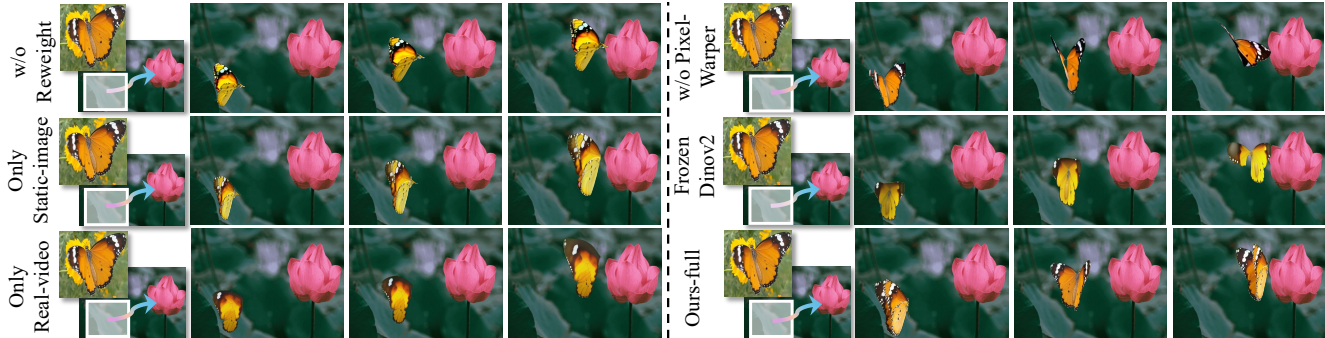 w/o
Reweight
Only
Static-image
Only
Real-video
w/o Pixel-
Warper
Frozen
Dinov2
Ours-full